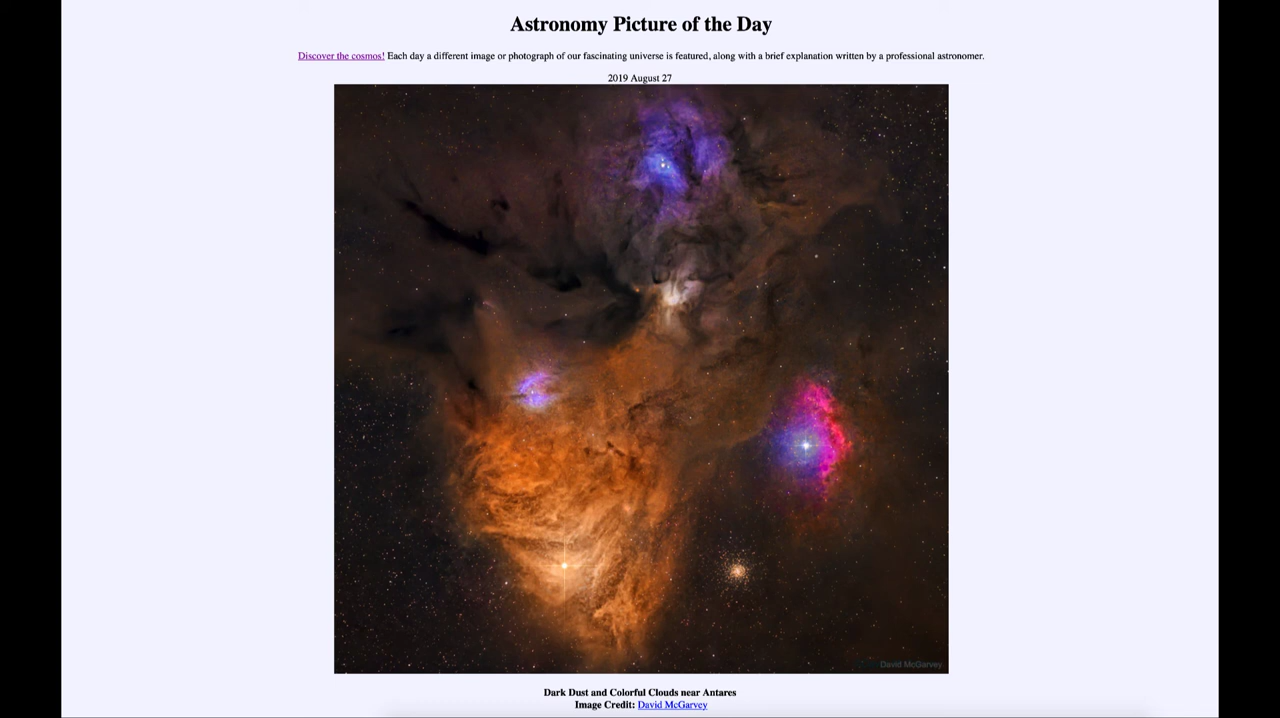 Astronomy Picture of the Day
Discover the cosmos! Each day a different image or photograph of our fascinating universe is featured, along with a brief explanation written by a professional astronomer.
2019 August 27
David McGarvey
Dark Dust and Colorful Clouds near Antares
Image Credit: David McGarvey